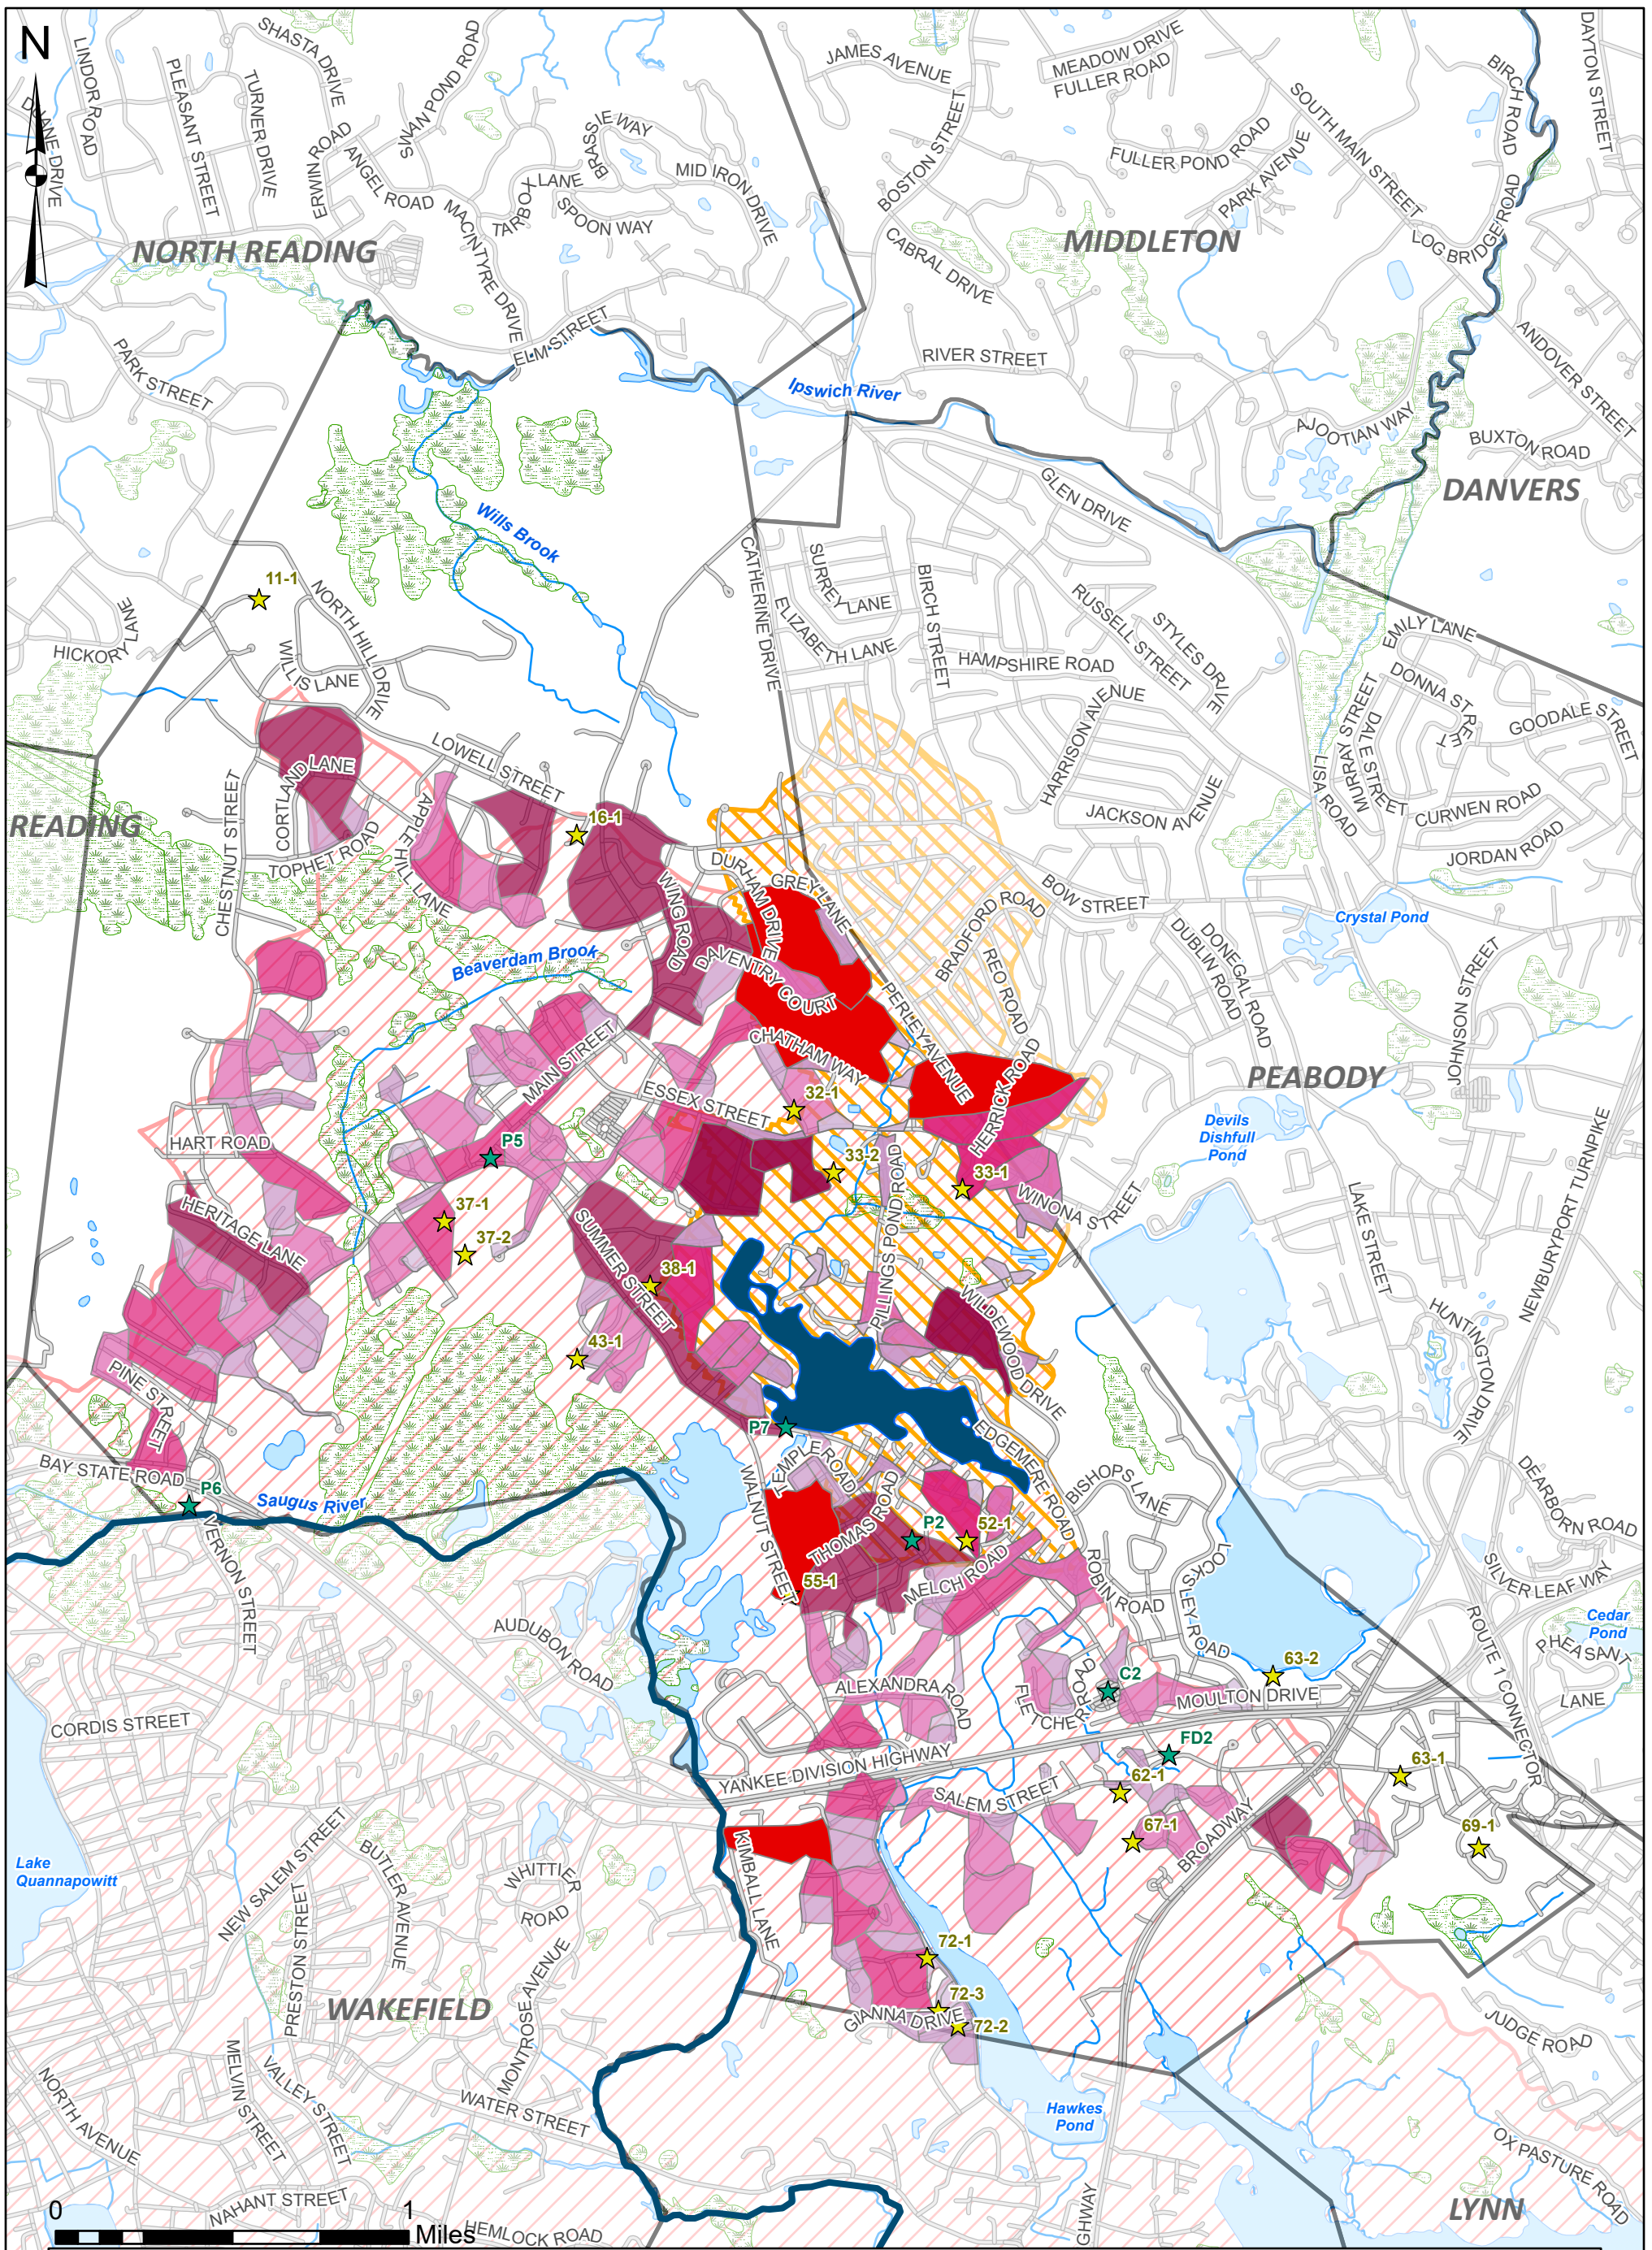 N
LINDOR ROAD
DUANE DRIVE
PLEASANT STREET
TURNER DRIVE
SHASTA DRIVE
ERWIN ROAD
ANGEL ROAD
SWAN POND ROAD
MACINTYRE DRIVE
TARBOX LANE
BRASSIE WAY
SPOON WAY
MID IRON DRIVE
JAMES AVENUE
MEADOW DRIVE
FULLER ROAD
BOSTON STREET
FULLER POND ROAD
PARK AVENUE
SOUTH MAIN STREET
BIRCH ROAD
DAYTON STREET
LOG BRIDGE ROAD
CABRAL DRIVE
NORTH READING
MIDDLETON
ELM STREET
PARK STREET
RIVER STREET
Ipswich River
ANDOVER STREET
AJOOTIAN WAY
BUXTON ROAD
DANVERS
GLEN DRIVE
Wills Brook
11-1
NORTH HILL DRIVE
WILLIS LANE
HICKORY LANE
CATHERINE DRIVE
SURREY LANE
ELIZABETH LANE
BIRCH STREET
HAMPSHIRE ROAD
RUSSELL STREET
STYLES DRIVE
HARRISON AVENUE
JACKSON AVENUE
EMILY LANE
DONNA STREET
GOODALE STREET
MURRAY STREET
DALE STREET
LISA ROAD
CURWEN ROAD
JORDAN ROAD
READING
LOWELL STREET
CHESTNUT STREET
CORTLAND LANE
TOPHET ROAD
APPLE HILL LANE
16-1
WING ROAD
DURHAM DRIVE
GREY LANE
DAVENTRY COURT
CHATHAM WAY
PERLEY AVENUE
BRADFORD ROAD
REO ROAD
BOW STREET
DUBLIN ROAD
DONEGAL ROAD
Crystal Pond
JOHNSON STREET
Beaverdam Brook
MAIN STREET
ESSEX STREET
32-1
HERRICK ROAD
PEABODY
Devils
Dishfull
Pond
NEWBURYPORT TURNPIKE
HART ROAD
P5
33-2
33-1
PILLINGS POND ROAD
WINONA STREET
LAKE STREET
HERITAGE LANE
37-1
37-2
SUMMER STREET
38-1
43-1
WILDEWOOD DRIVE
HUNTINGTON DRIVE
PINE STREET
P7
EDGEMERE ROAD
BAY STATE ROAD
P6
Saugus River
VERNON STREET
TEMPLE ROAD
WALNUT STREET
THOMAS ROAD
P2
52-1
MELCH ROAD
55-1
BISHOPS LANE
ROBIN ROAD
LOCKSLEY ROAD
DEARBORN ROAD
SILVER LEAF WAY
Cedar
Pond
PHEASANT
LANE
ROUTE 1 CONNECTOR
AUDUBON ROAD
ALEXANDRA ROAD
FLETCHER ROAD
C2
63-2
MOULTON DRIVE
CORDIS STREET
YANKEE DIVISION HIGHWAY
FD2
SALEM STREET
62-1
63-1
67-1
BROADWAY
69-1
Lake
Quannapowitt
NEW SALEM STREET
PRESTON STREET
BUTLER AVENUE
WHITTIER
ROAD
KIMBALL LANE
MONTROSE AVENUE
72-1
72-3
72-2
GIANNA DRIVE
WAKEFIELD
JUDGE ROAD
MELVIN STREET
VALLEY STREET
NORTH AVENUE
WATER STREET
Hawkes
Pond
OX PASTURE ROAD
LYNN
NAHANT STREET
HEMLOCK ROAD
GHWAY
0
1
Miles